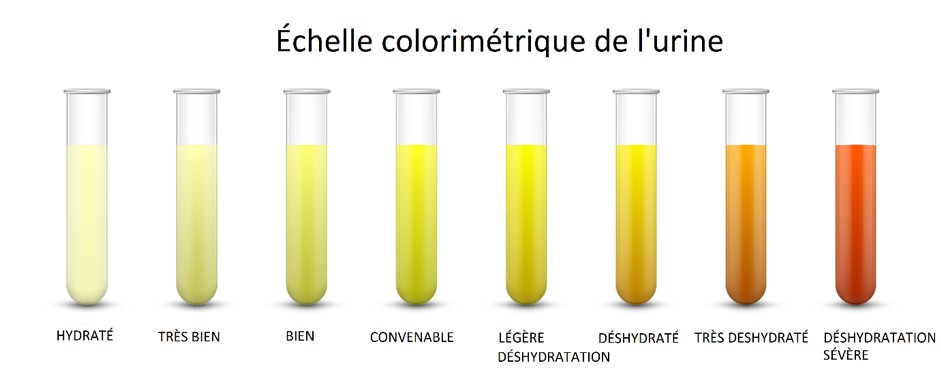 Échelle colorimétrique de l'urine
HYDRATÉ
TRÈS BIEN
BIEN
CONVENABLE
LÉGÈRE
DÉSHYDRATATION
DÉSHYDRATÉ
TRÈS DESHYDRATÉ
DÉSHYDRATATION
SÉVÈRE